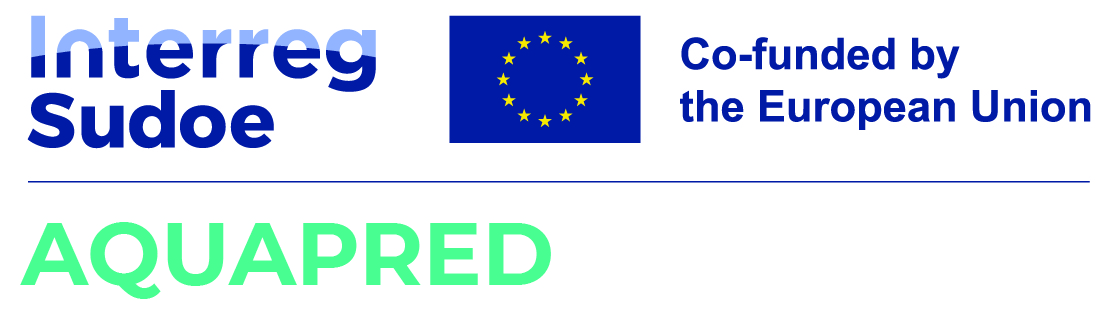 Interreg
Sudoe
Co-funded by
the European Union
AQUAPRED